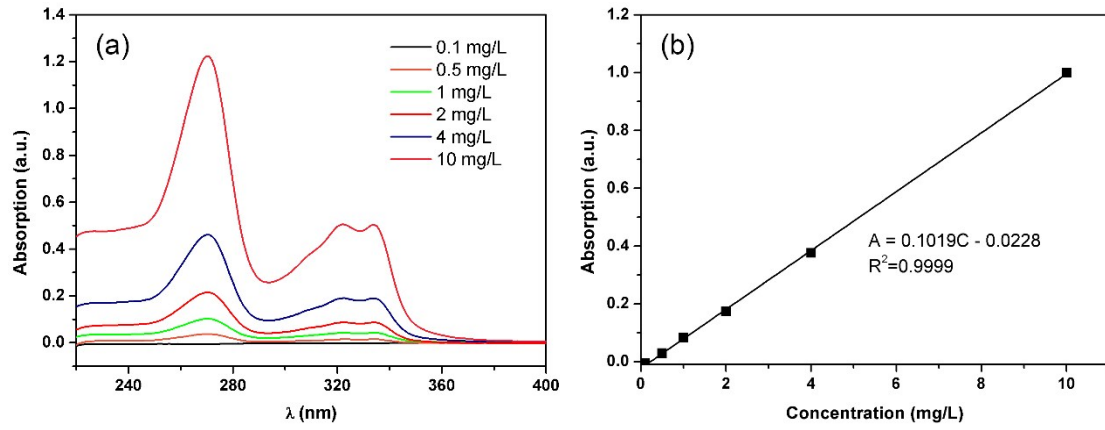 (a)
0.1 mg/L
0.5 mg/L
1 mg/L
2 mg/L
4 mg/L
10 mg/L
1.4
1.2
1.0
0.8
0.6
0.4
0.2
0.0
Absorption (a.u.)
240
280
320
360
400
λ (nm)
(b)
A = 0.1019C - 0.0228
R²=0.9999
1.2
1.0
0.8
0.6
0.4
0.2
0.0
Absorption (a.u.)
0
2
4
6
8
10
Concentration (mg/L)